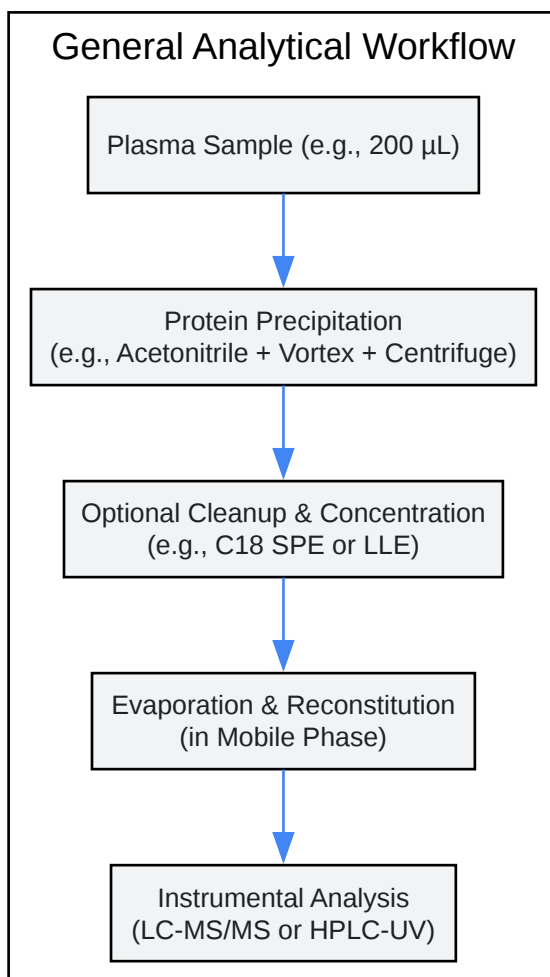 General Analytical Workflow
Plasma Sample (e.g., 200 µL)
Protein Precipitation
(e.g., Acetonitrile + Vortex + Centrifuge)
Optional Cleanup & Concentration
(e.g., C18 SPE or LLE)
Evaporation & Reconstitution
(in Mobile Phase)
Instrumental Analysis
(LC-MS/MS or HPLC-UV)